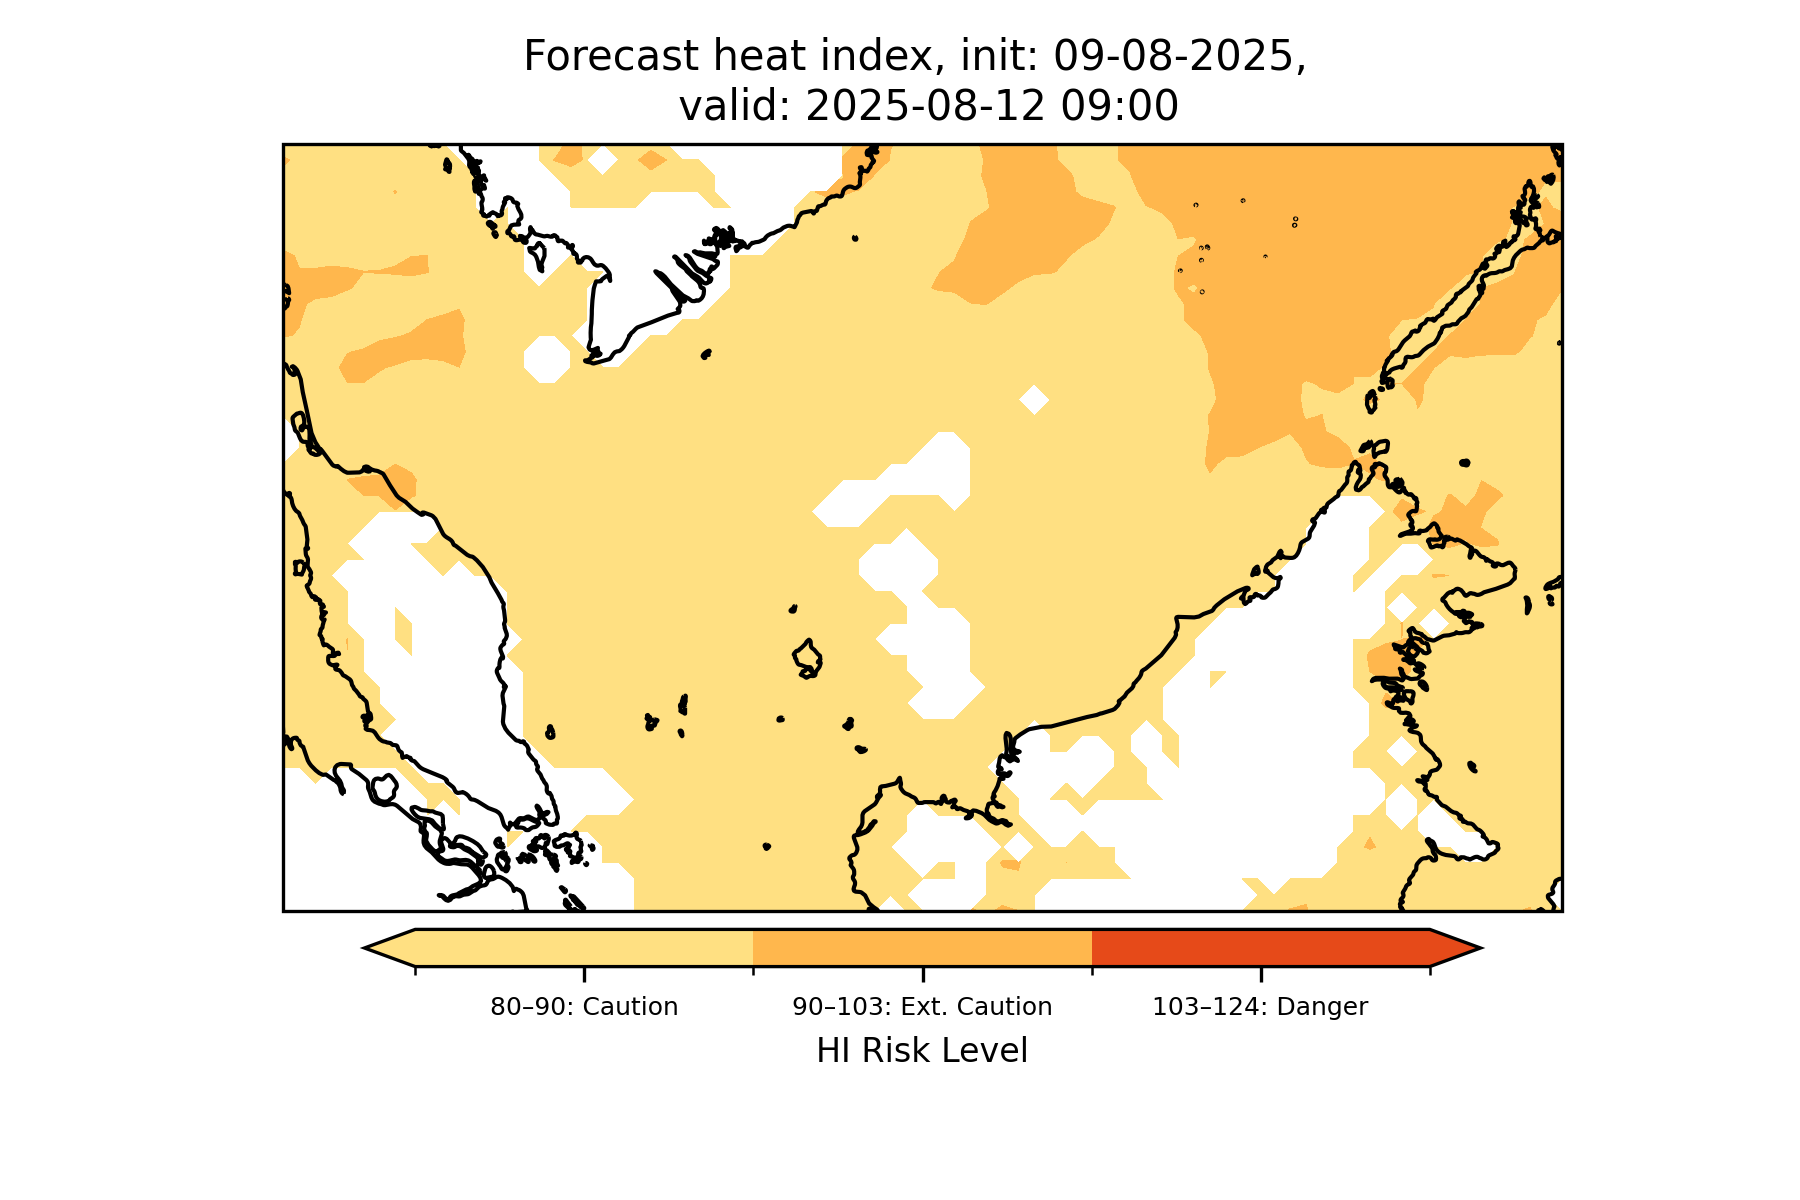 Forecast heat index, init: 09-08-2025,
valid: 2025-08-12 09:00
80–90: Caution
90–103: Ext. Caution
103–124: Danger
HI Risk Level